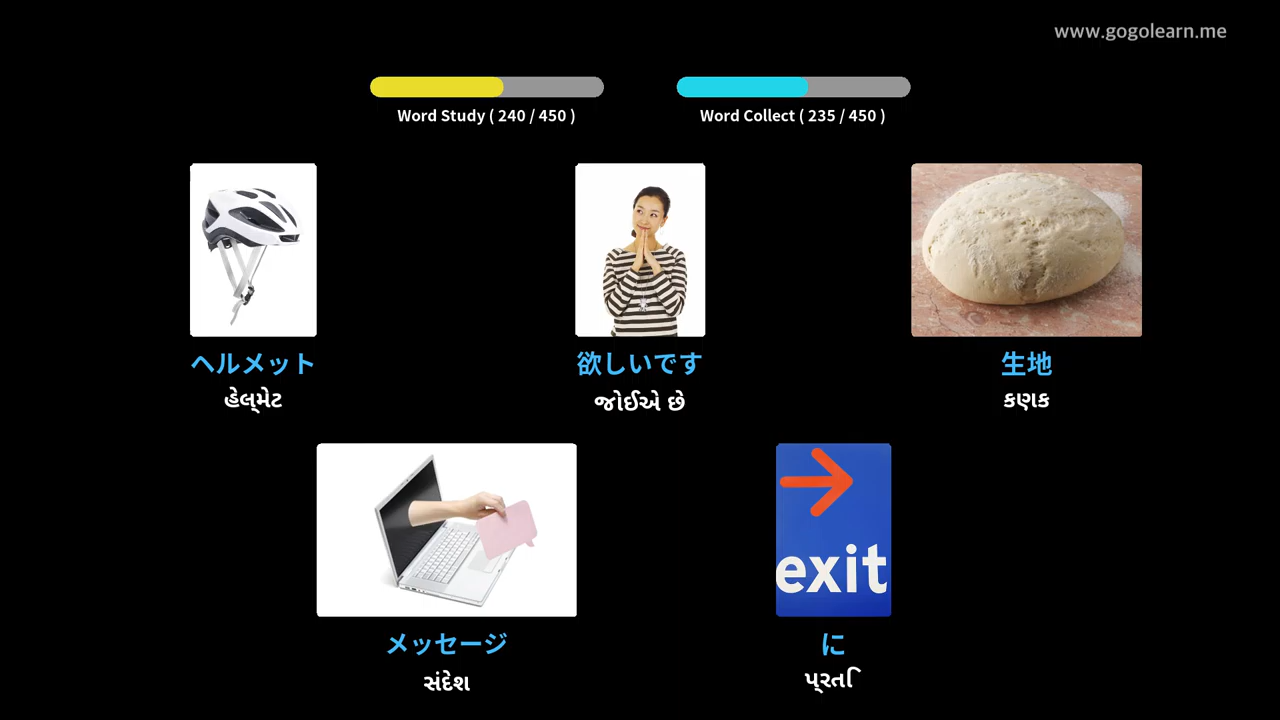 www.gogolearn.me
Word Study ( 240 / 450 )
Word Collect ( 235 / 450 )
ヘルメット
હેલ્મેટ
欲しいです
જોઈએ છે
生地
કણક
exit
メッセージ
સંદેશ
に
પ્રતિ